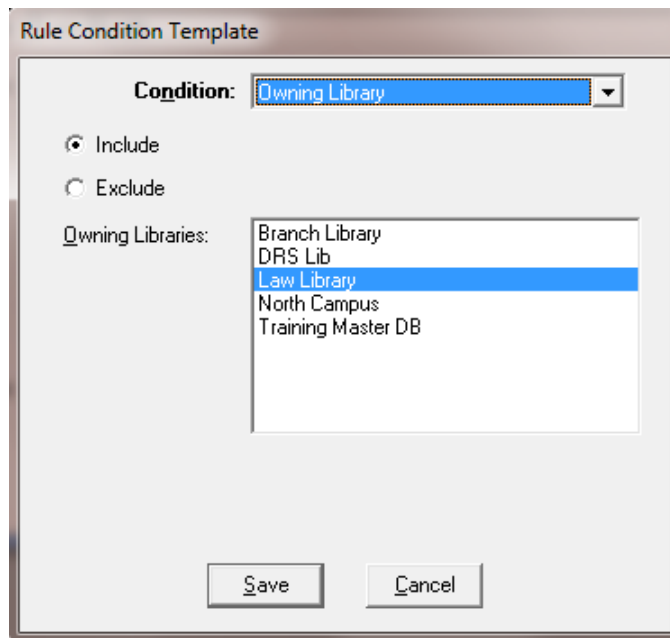 Rule Condition Template
Condition: Owning Library
Include
Exclude
Owning Libraries:
Branch Library
DRS Lib
Law Library
North Campus
Training Master DB
Save Cancel